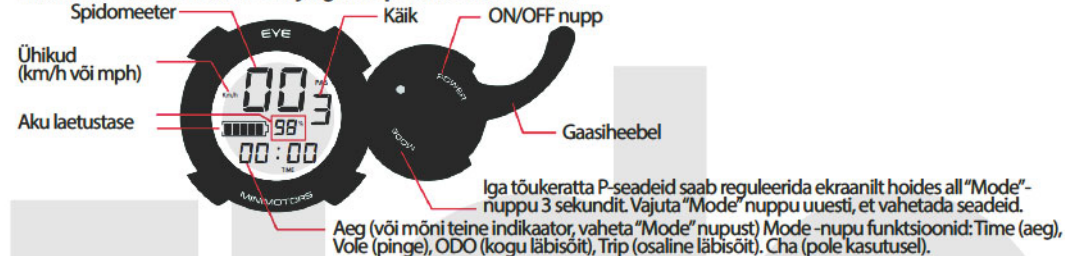 Spidomeeter
Käik
ON/OFF nupp
Ühikud
(km/h või mph)
Aku laetustase
EYE
Km/h
00
3
98%
00:00
TIME
MINIMOTORS
POWER
MODE
Gaasiheebel
Iga tõukeratta P-seadeid saab reguleerida ekraanilt hoides all "Mode"-
nuppu 3 sekundit. Vajuta "Mode" nuppu uuesti, et vahetada seadeid.
Aeg (või mõni teine indikaator, vaheta "Mode" nupust) Mode -nupu funktsioonid: Time (aeg),
Vole (pinge), ODO (kogu läbisõit), Trip (osaline läbisõit). Cha (pole kasutusel).